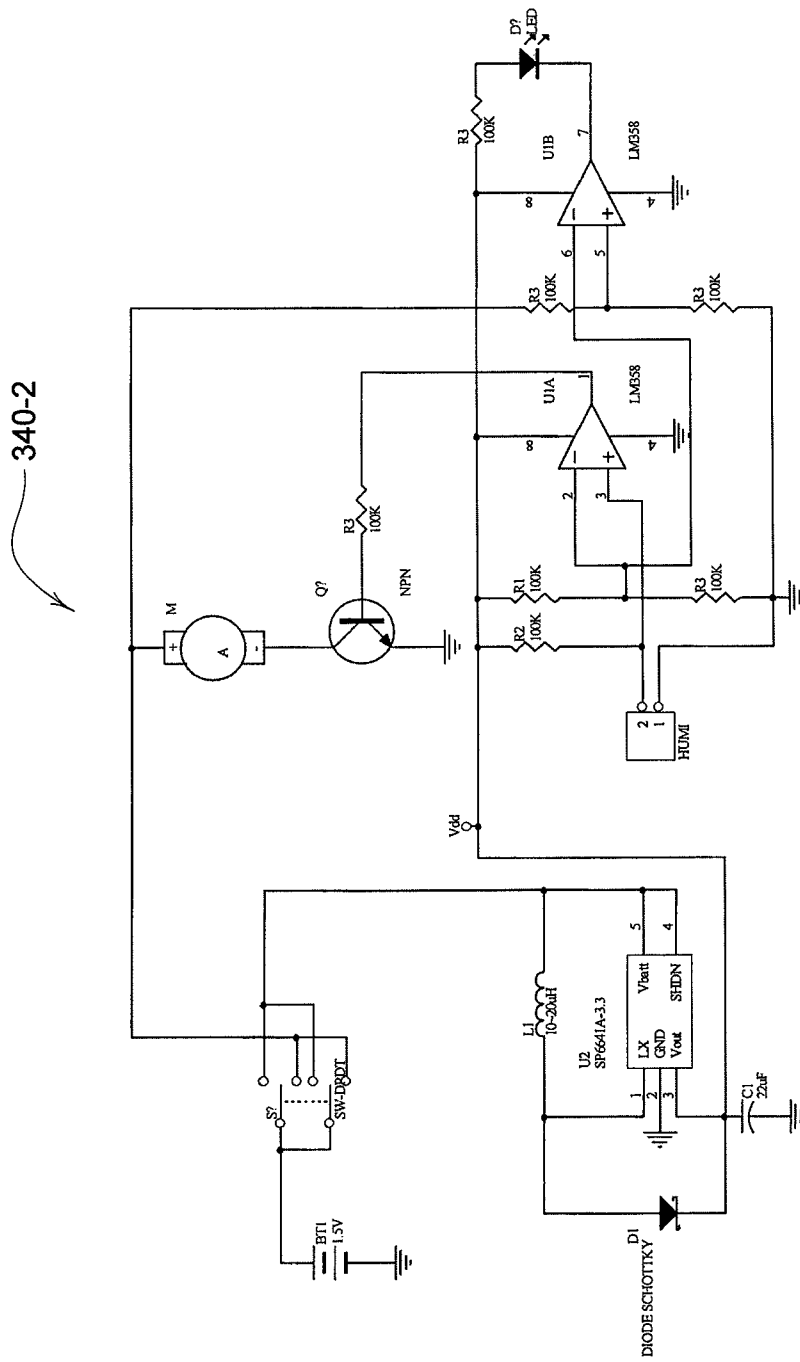 340-2
D?
LED
R3
100K
U1B
7
LM358
8
4
6
5
R3
100K
R3
100K
U1A
1
LM358
8
4
2
3
R3
100K
Q?
NPN
M
+
A
-
R1
100K
R2
100K
R3
100K
2
1
HUMI
Vdd
S?
SW-DPDT
BT1
1.5V
L1
10~20uH
U2
SP6641A-3.3
Vbatt
SHDN
LX
GND
Vout
5
4
1
2
3
C1
22uF
D1
DIODE SCHOTTKY